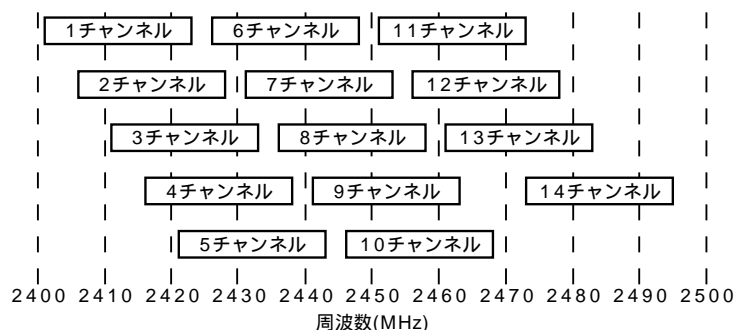 1チャンネル 6チャンネル 11チャンネル
2チャンネル 7チャンネル 12チャンネル
3チャンネル 8チャンネル 13チャンネル
4チャンネル 9チャンネル 14チャンネル
5チャンネル 10チャンネル
2400 2410 2420 2430 2440 2450 2460 2470 2480 2490 2500
周波数(MHz)